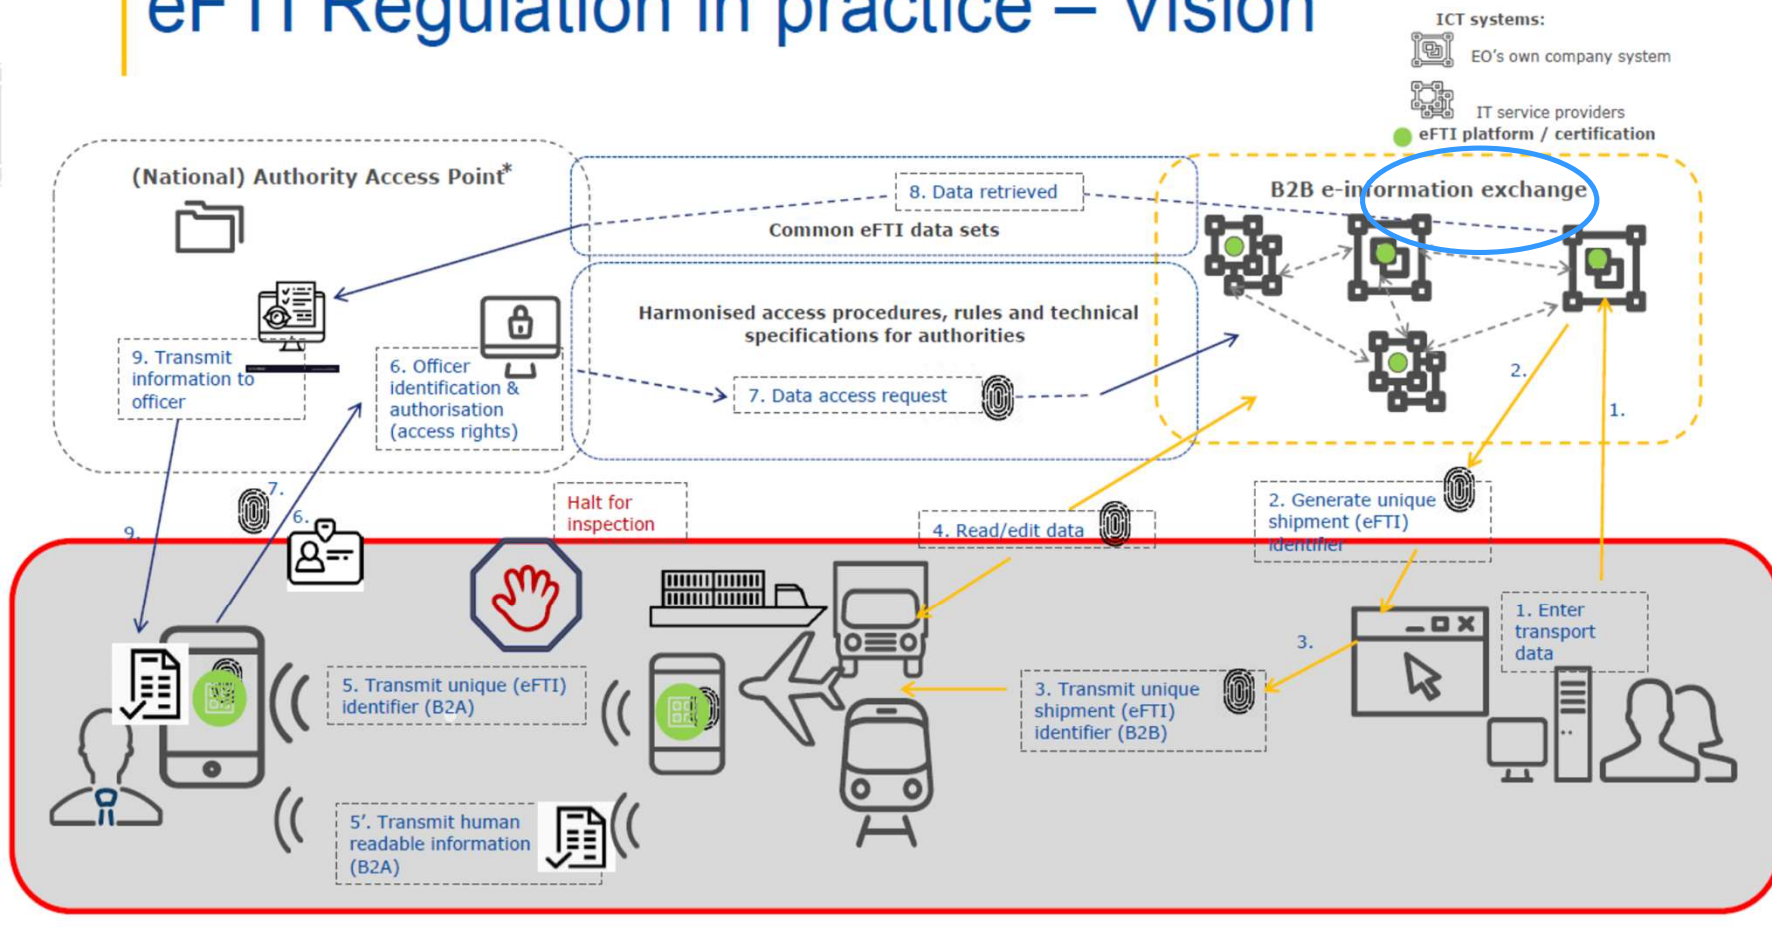 eFTI Regulation in practice – Vision
ICT systems:
EO's own company system
IT service providers
eFTI platform / certification
(National) Authority Access Point*
8. Data retrieved
B2B e-information exchange
Common eFTI data sets
Harmonised access procedures, rules and technical
specifications for authorities
9. Transmit
information to
officer
6. Officer
identification &
authorisation
(access rights)
7. Data access request
2.
1.
7.
6.
9.
Halt for
inspection
4. Read/edit data
2. Generate unique
shipment (eFTI)
identifier
1. Enter
transport
data
3.
5. Transmit unique (eFTI)
identifier (B2A)
3. Transmit unique
shipment (eFTI)
identifier (B2B)
5'. Transmit human
readable information
(B2A)